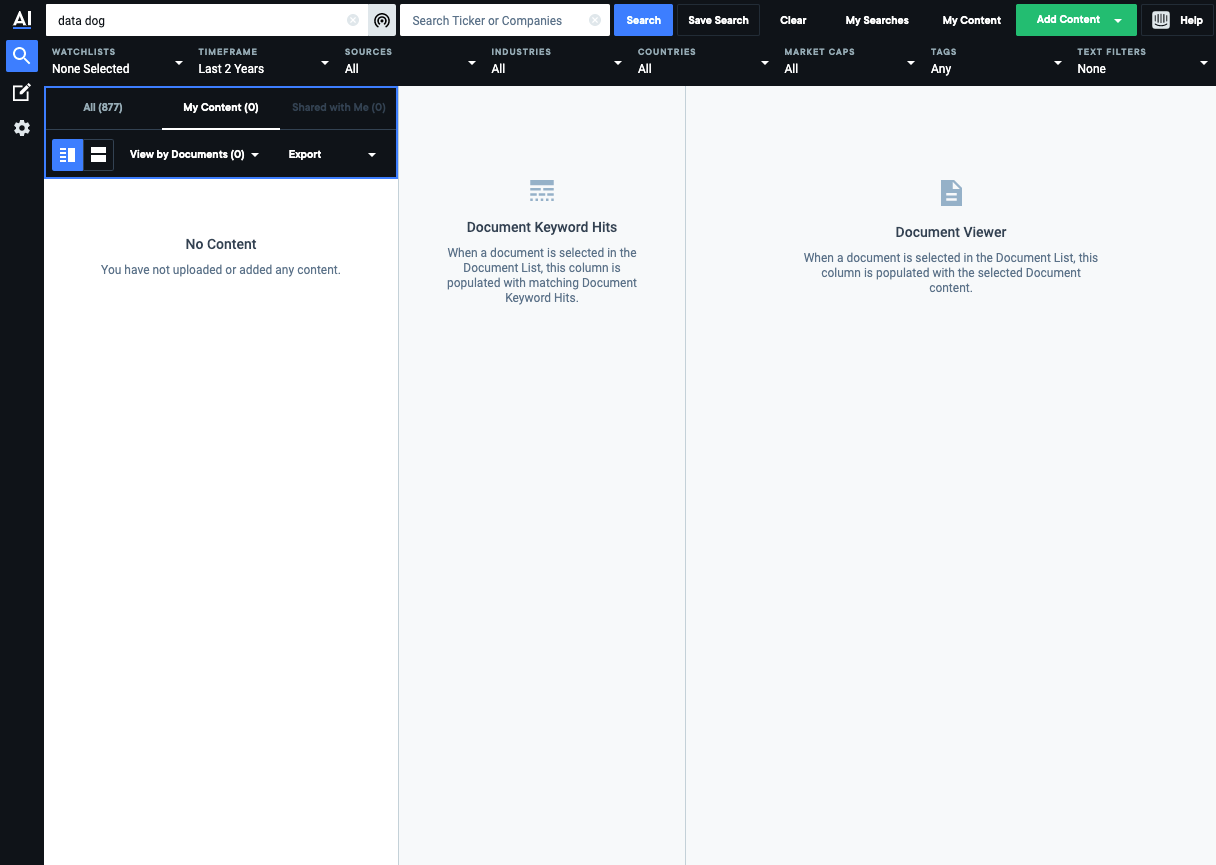 AI
data dog
Search Ticker or Companies
Search
Save Search
Clear
My Searches
My Content
Add Content
Help
WATCHLISTS
None Selected
TIMEFRAME
Last 2 Years
SOURCES
All
INDUSTRIES
All
COUNTRIES
All
MARKET CAPS
All
TAGS
Any
TEXT FILTERS
None
All (877)
My Content (0)
Shared with Me (0)
View by Documents (0)
Export
No Content
You have not uploaded or added any content.
Document Keyword Hits
When a document is selected in the
Document List, this column is
populated with matching Document
Keyword Hits.
Document Viewer
When a document is selected in the Document List, this
column is populated with the selected Document
content.